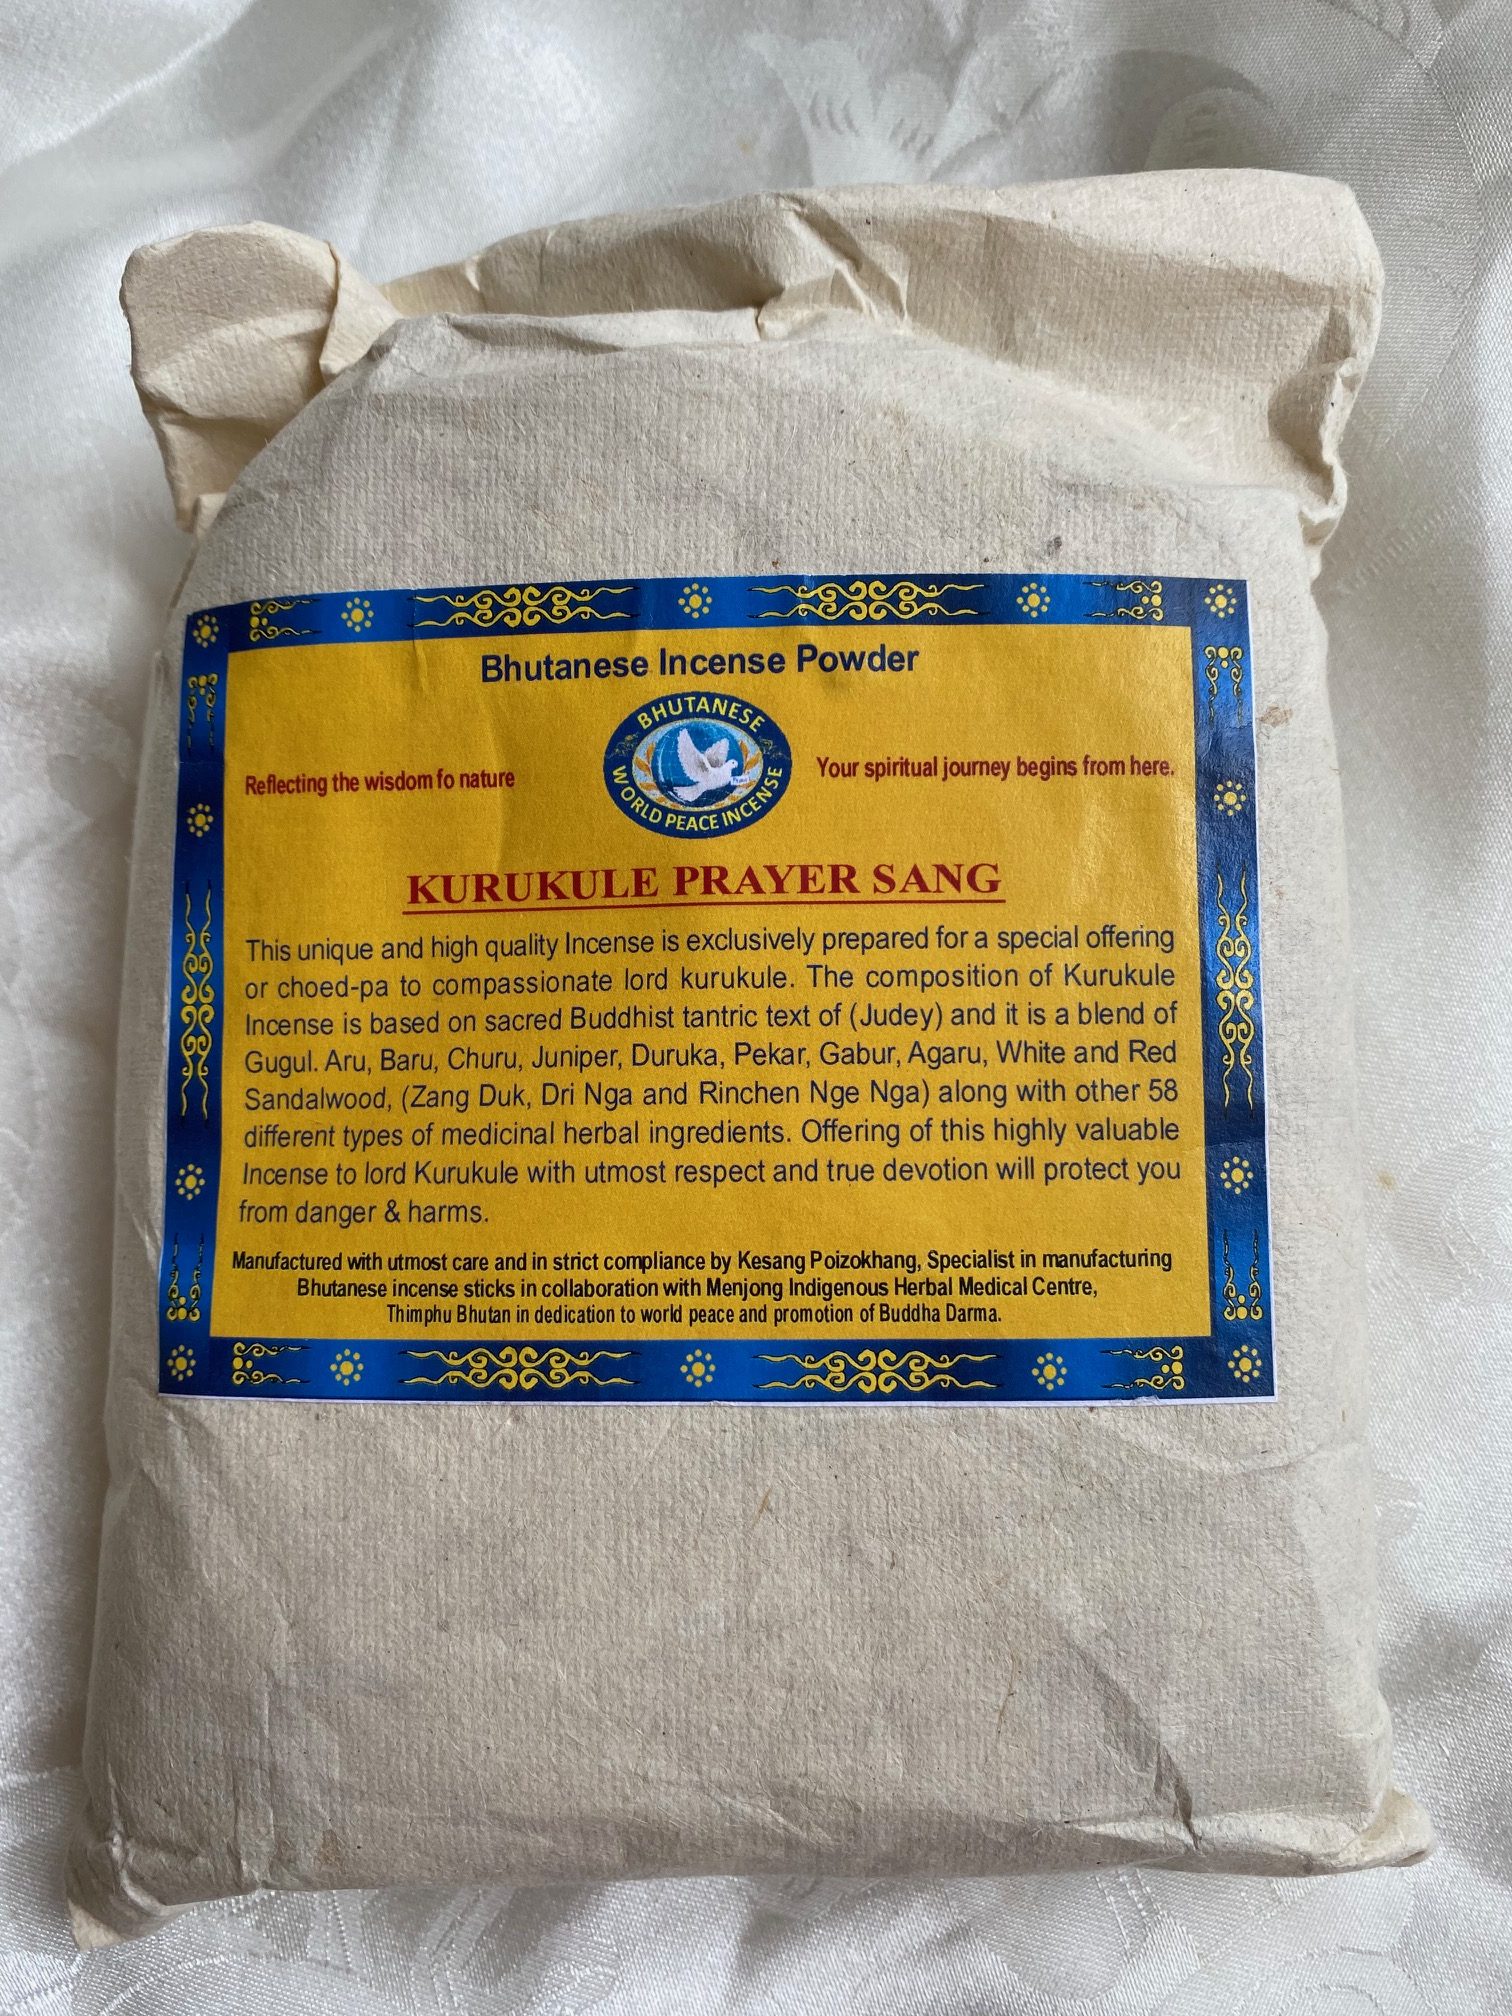 Bhutanese Incense Powder
BHUTANESE
WORLD PEACE INCENSE
Reflecting the wisdom fo nature
Your spiritual journey begins from here.
KURUKULE PRAYER SANG
This unique and high quality Incense is exclusively prepared for a special offering
or choed-pa to compassionate lord kurukule. The composition of Kurukule
Incense is based on sacred Buddhist tantric text of (Judey) and it is a blend of
Gugul. Aru, Baru, Churu, Juniper, Duruka, Pekar, Gabur, Agaru, White and Red
Sandalwood, (Zang Duk, Dri Nga and Rinchen Nge Nga) along with other 58
different types of medicinal herbal ingredients. Offering of this highly valuable
Incense to lord Kurukule with utmost respect and true devotion will protect you
from danger & harms.
Manufactured with utmost care and in strict compliance by Kesang Poizokhang, Specialist in manufacturing
Bhutanese incense sticks in collaboration with Menjong Indigenous Herbal Medical Centre,
Thimphu Bhutan in dedication to world peace and promotion of Buddha Darma.